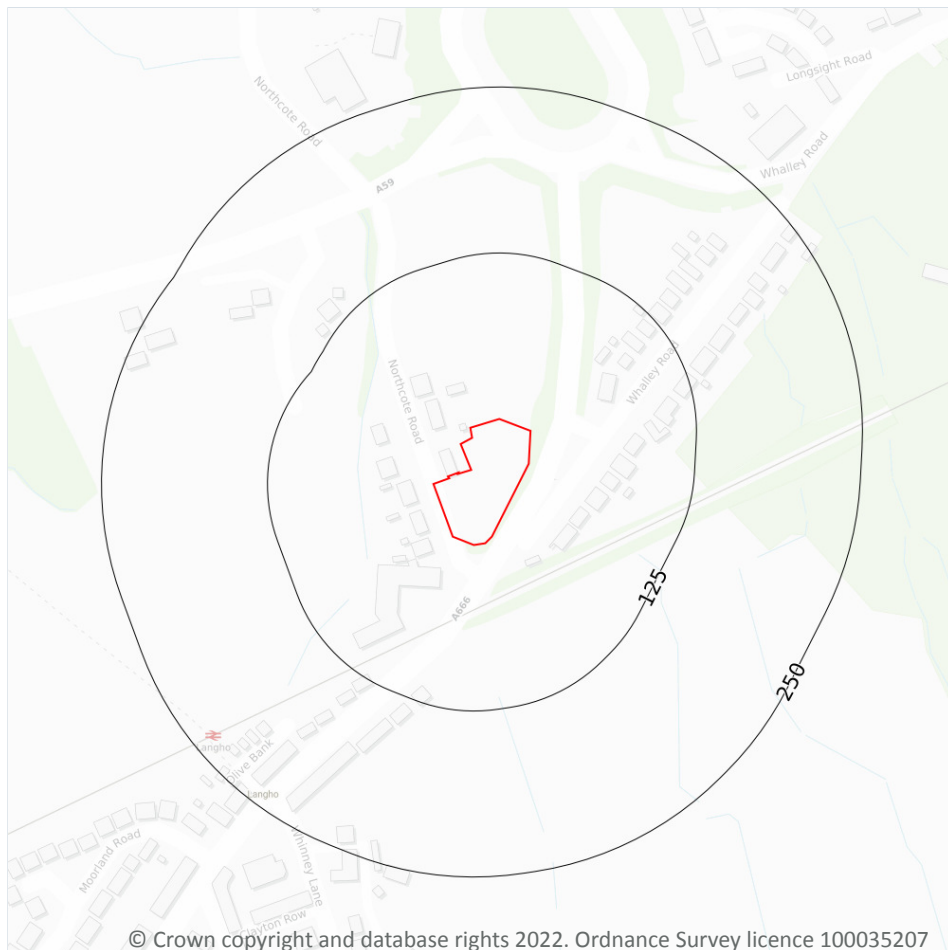 Longsight Road
Northcote Road
Whalley Road
A59
Northcote Road
Whalley Road
125
A666
250
Langho
Olive Bank
Langho
Moorland Road
Whinney Lane
Clayton Row
© Crown copyright and database rights 2022. Ordnance Survey licence 100035207